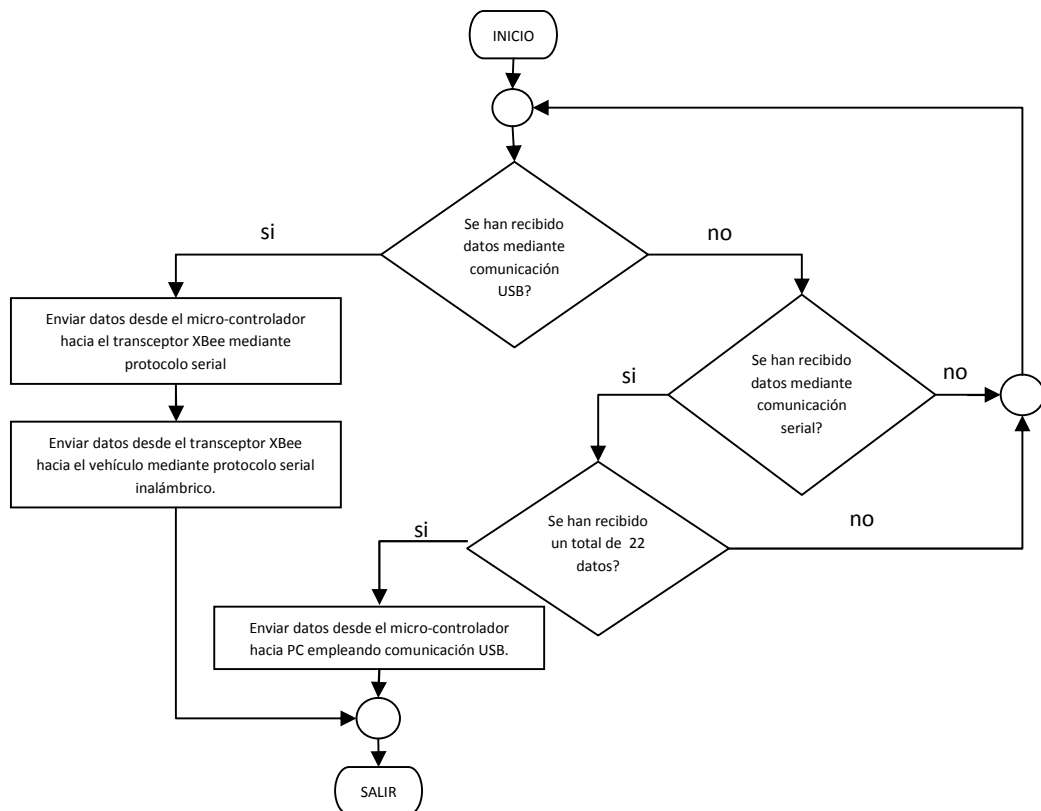 INICIO
Se han recibido
datos mediante
comunicación
USB?
si
no
Enviar datos desde el micro-controlador
hacia el transceptor XBee mediante
protocolo serial
Se han recibido
datos mediante
comunicación
serial?
si
no
Enviar datos desde el transceptor XBee
hacia el vehículo mediante protocolo serial
inalámbrico.
Se han recibido
un total de 22
datos?
si
no
Enviar datos desde el micro-controlador
hacia PC empleando comunicación USB.
SALIR